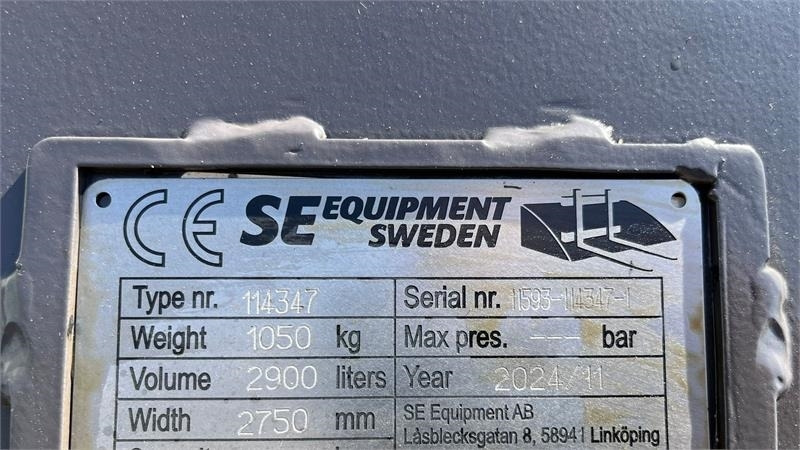 CE SE EQUIPMENT
SWEDEN
Type nr. 114347 Serial nr. 11593-114347-1
Weight 1050 kg Max pres. --- bar
Volume 2900 liters Year 2024/11
Width 2750 mm SE Equipment AB
Låsblecksgatan 8, 58941 Linköping